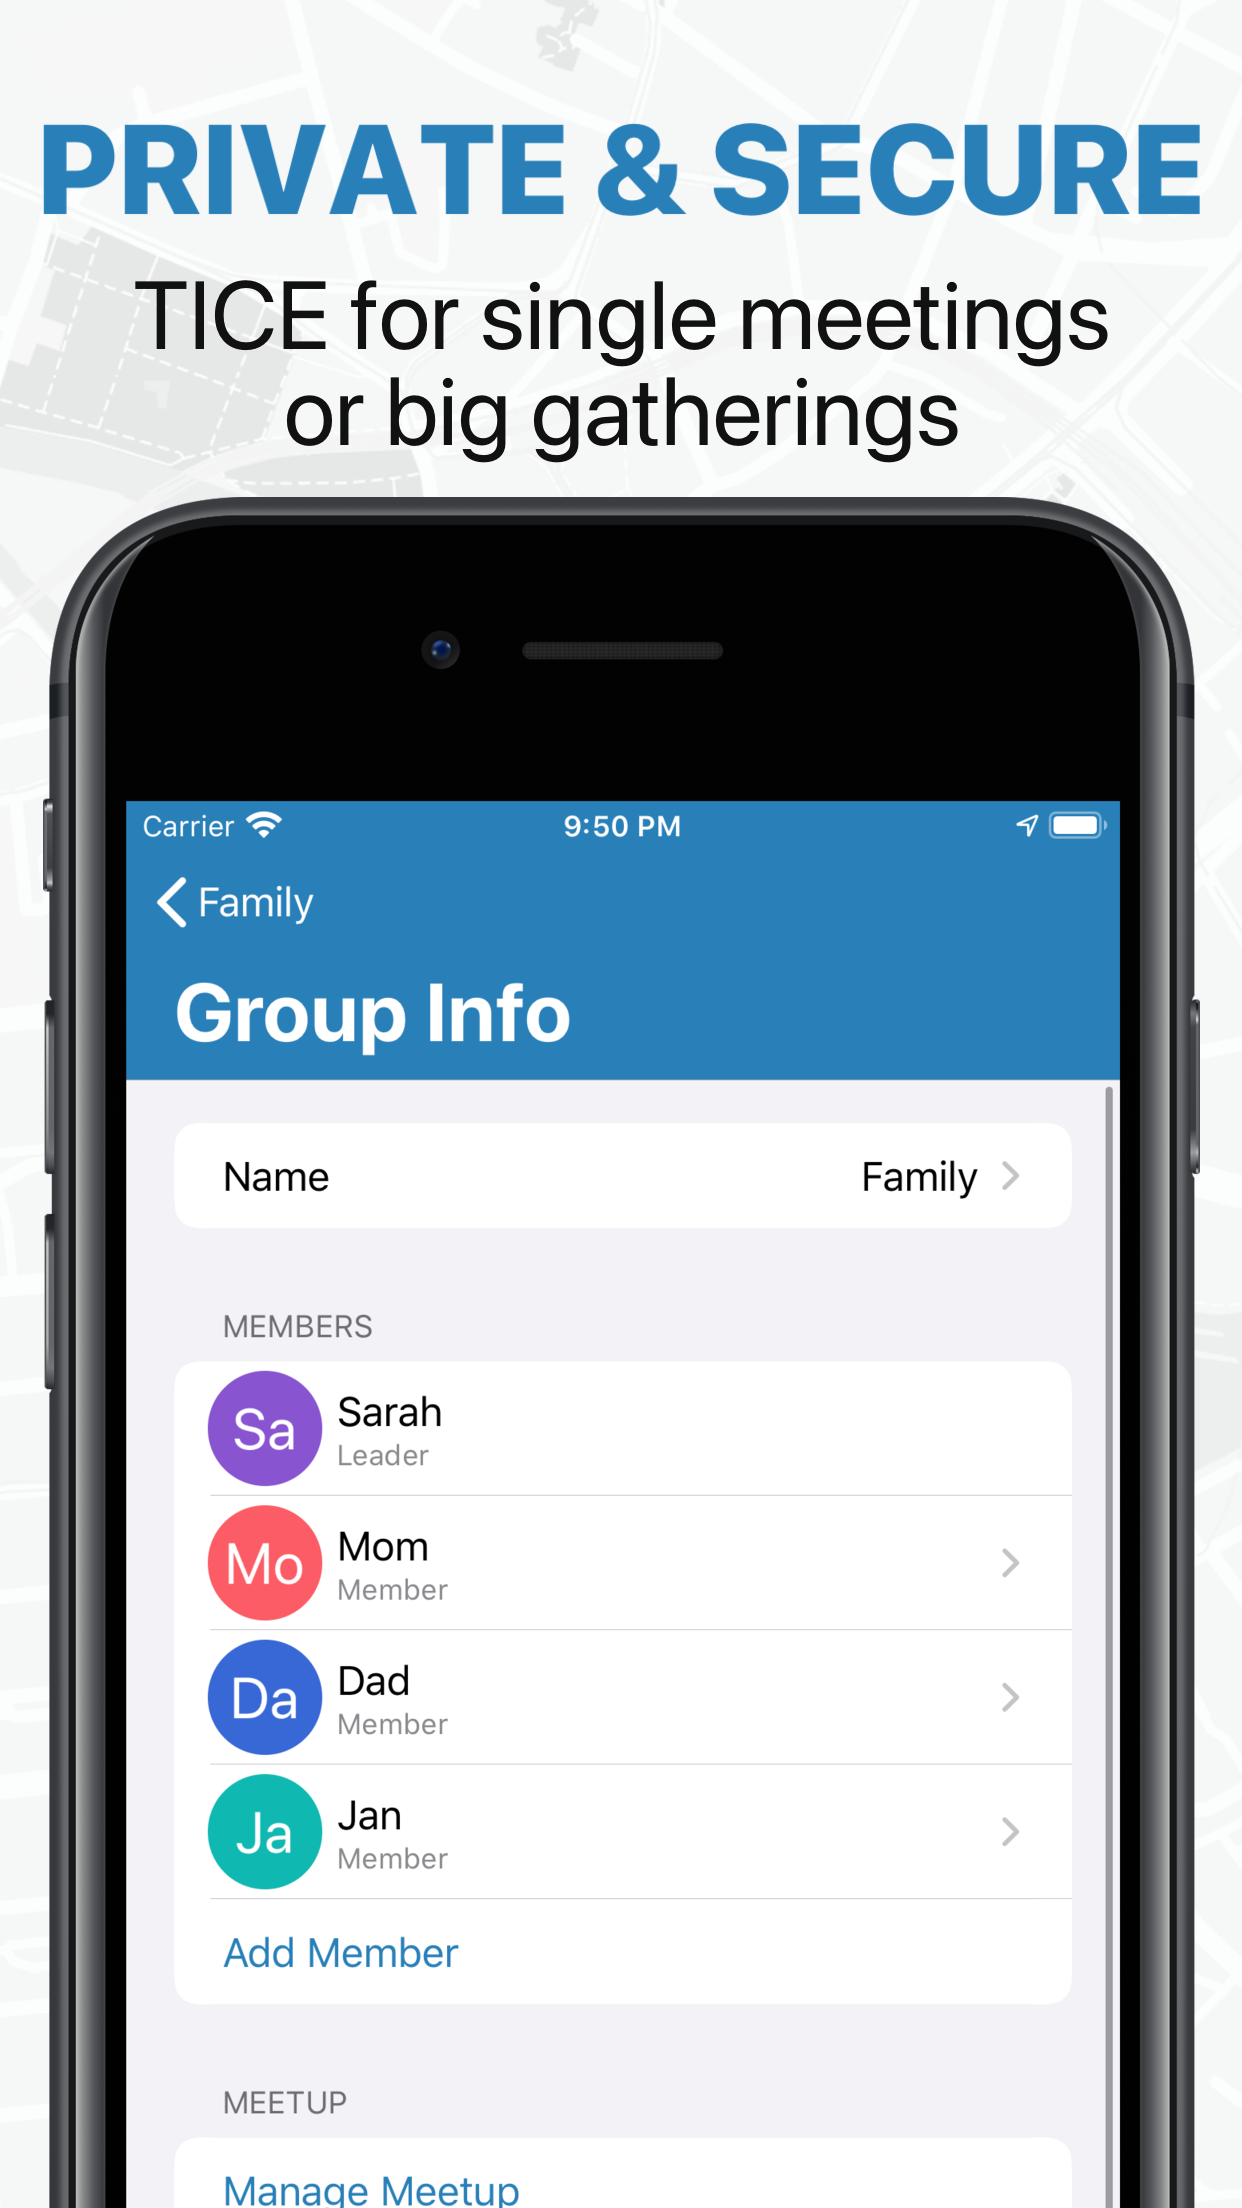 PRIVATE & SECURE
TICE for single meetings
or big gatherings
Carrier 9:50 PM
Family
Group Info
Name Family
MEMBERS
Sa Sarah
Leader
Mo Mom
Member
Da Dad
Member
Ja Jan
Member
Add Member
MEETUP
Manage Meetup